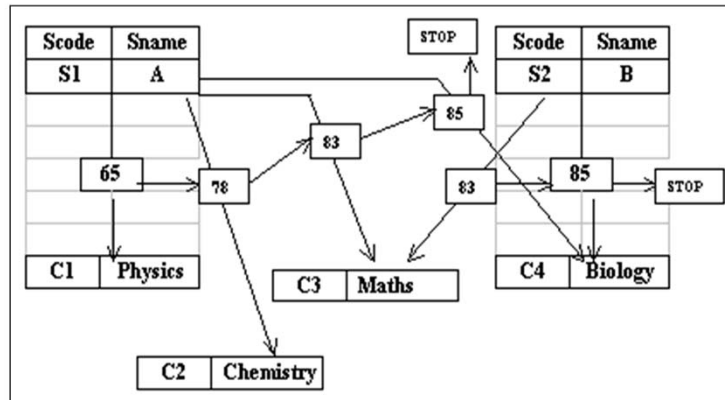 Scode Sname
S1 A
STOP
Scode Sname
S2 B
85
83
65
78
83
85
STOP
C1 Physics
C3 Maths
C4 Biology
C2 Chemistry